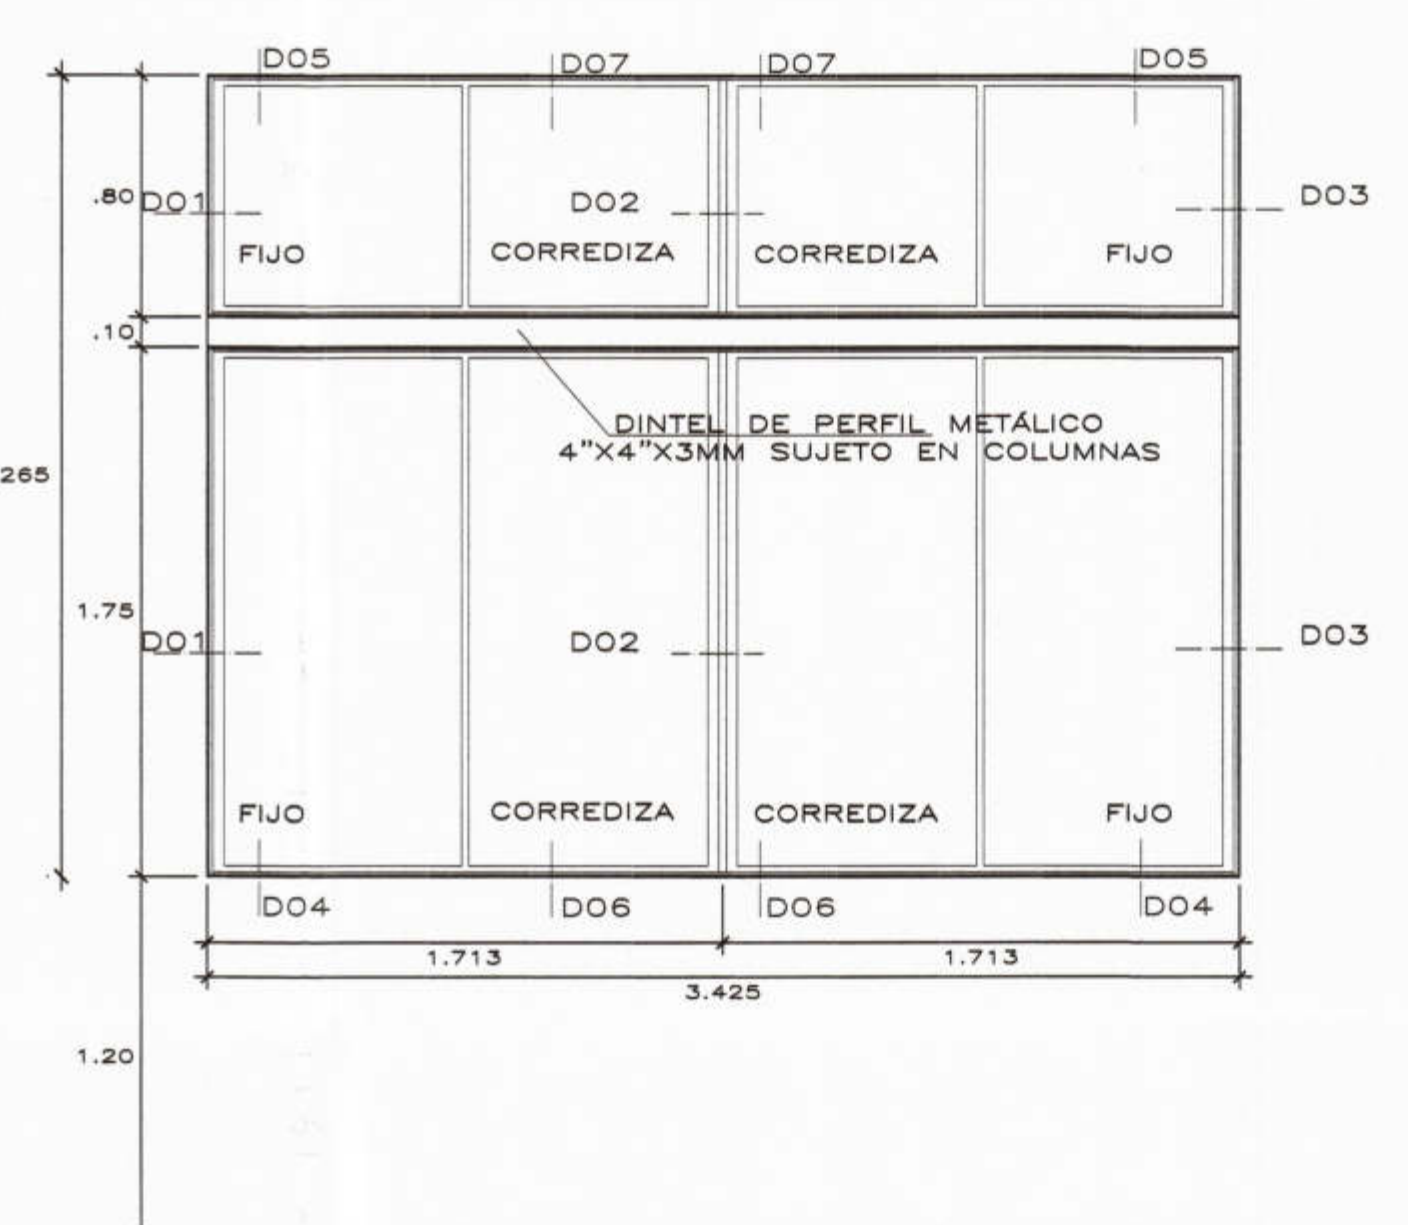 D05 D07 D07 D05
.80 D01 D02 D03
FIJO CORREDIZA CORREDIZA FIJO
.10
DINTEL DE PERFIL METÁLICO
4"X4"X3MM SUJETO EN COLUMNAS
265
1.75
D01 D02 D03
FIJO CORREDIZA CORREDIZA FIJO
D04 D06 D06 D04
1.713 1.713
3.425
1.20